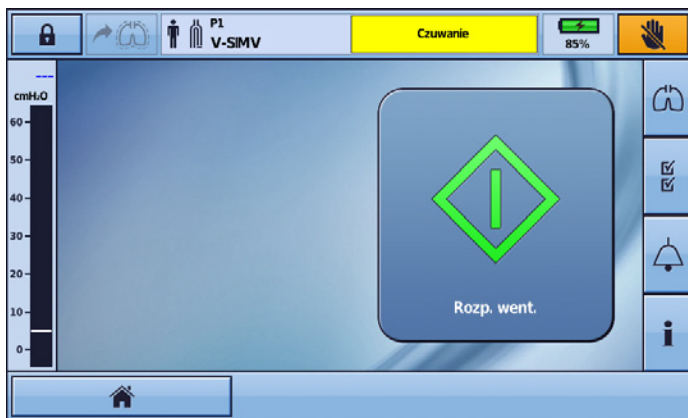 P1
V-SIMV
Czuwanie
85%
---
cmH₂O
60
50
40
30
20
10
0
Rozp. went.